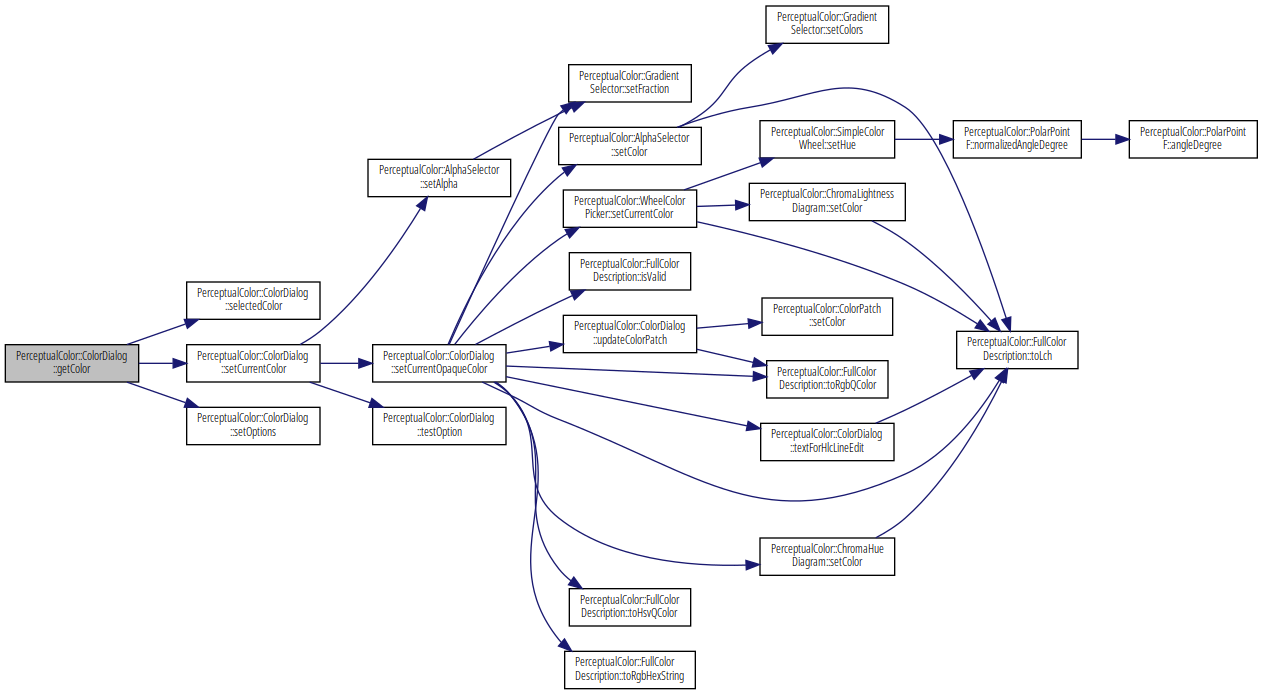 PerceptualColor::ColorDialog
::getColor
PerceptualColor::ColorDialog
::selectedColor
PerceptualColor::ColorDialog
::setCurrentColor
PerceptualColor::ColorDialog
::setOptions
PerceptualColor::AlphaSelector
::setAlpha
PerceptualColor::ColorDialog
::setCurrentOpaqueColor
PerceptualColor::ColorDialog
::testOption
PerceptualColor::Gradient
Selector::setFraction
PerceptualColor::AlphaSelector
::setColor
PerceptualColor::WheelColor
Picker::setCurrentColor
PerceptualColor::FullColor
Description::isValid
PerceptualColor::ColorDialog
::updateColorPatch
PerceptualColor::FullColor
Description::toHsvQColor
PerceptualColor::FullColor
Description::toRgbHexString
PerceptualColor::Gradient
Selector::setColors
PerceptualColor::SimpleColor
Wheel::setHue
PerceptualColor::ChromaLightness
Diagram::setColor
PerceptualColor::ColorPatch
::setColor
PerceptualColor::FullColor
Description::toRgbQColor
PerceptualColor::ColorDialog
::textForHlcLineEdit
PerceptualColor::ChromaHue
Diagram::setColor
PerceptualColor::PolarPoint
F::normalizedAngleDegree
PerceptualColor::FullColor
Description::toLch
PerceptualColor::PolarPoint
F::angleDegree